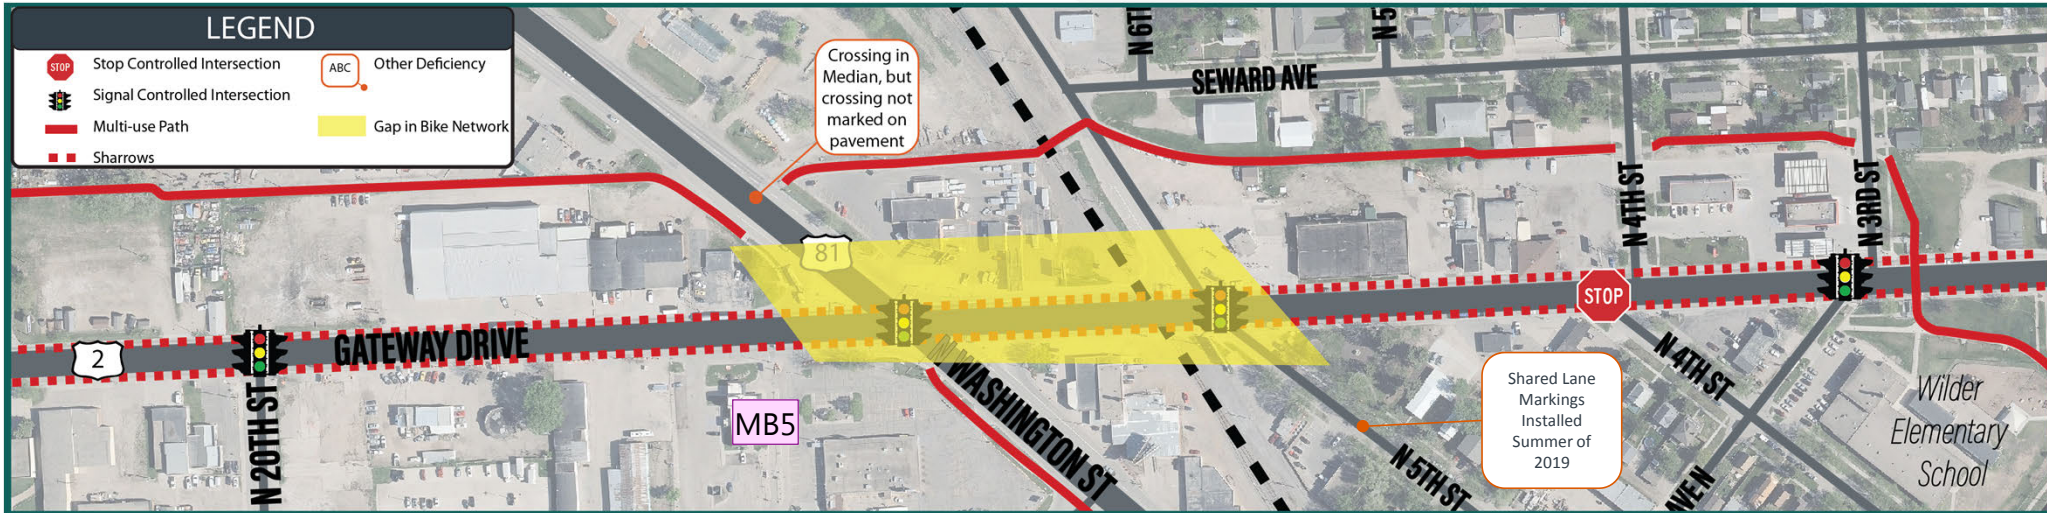 LEGEND
STOP
Stop Controlled Intersection
ABC
Other Deficiency
Signal Controlled Intersection
Multi-use Path
Gap in Bike Network
Sharrows
Crossing in
Median, but
crossing not
marked on
pavement
N 6TH
N 5
SEWARD AVE
N 4TH ST
N 3RD ST
81
STOP
2
GATEWAY DRIVE
N 20TH ST
MB5
N WASHINGTON ST
N 5TH ST
Shared Lane
Markings
Installed
Summer of
2019
N 4TH ST
AVEN
Wilder
Elementary
School